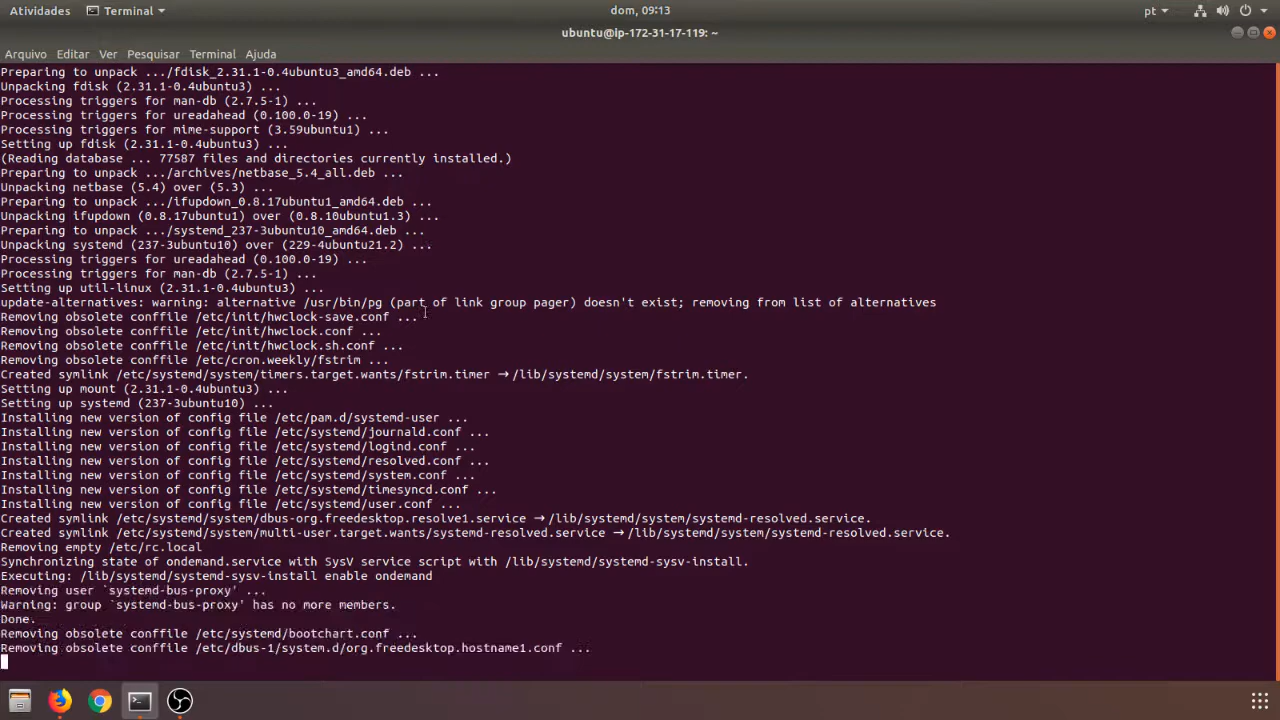 Atividades Terminal dom, 09:13 pt
ubuntu@ip-172-31-17-119: ~
Arquivo Editar Ver Pesquisar Terminal Ajuda
Preparing to unpack .../fdisk_2.31.1-0.4ubuntu3_amd64.deb ...
Unpacking fdisk (2.31.1-0.4ubuntu3) ...
Processing triggers for man-db (2.7.5-1) ...
Processing triggers for ureadahead (0.100.0-19) ...
Processing triggers for mime-support (3.59ubuntu1) ...
Setting up fdisk (2.31.1-0.4ubuntu3) ...
(Reading database ... 77587 files and directories currently installed.)
Preparing to unpack .../archives/netbase_5.4_all.deb ...
Unpacking netbase (5.4) over (5.3) ...
Preparing to unpack .../ifupdown_0.8.17ubuntu1_amd64.deb ...
Unpacking ifupdown (0.8.17ubuntu1) over (0.8.10ubuntu1.3) ...
Preparing to unpack .../systemd_237-3ubuntu10_amd64.deb ...
Unpacking systemd (237-3ubuntu10) over (229-4ubuntu21.2) ...
Processing triggers for ureadahead (0.100.0-19) ...
Processing triggers for man-db (2.7.5-1) ...
Setting up util-linux (2.31.1-0.4ubuntu3) ...
update-alternatives: warning: alternative /usr/bin/pg (part of link group pager) doesn't exist; removing from list of alternatives
Removing obsolete conffile /etc/init/hwclock-save.conf ...
Removing obsolete conffile /etc/init/hwclock.conf ...
Removing obsolete conffile /etc/init/hwclock.sh.conf ...
Removing obsolete conffile /etc/cron.weekly/fstrim ...
Created symlink /etc/systemd/system/timers.target.wants/fstrim.timer → /lib/systemd/system/fstrim.timer.
Setting up mount (2.31.1-0.4ubuntu3) ...
Setting up systemd (237-3ubuntu10) ...
Installing new version of config file /etc/pam.d/systemd-user ...
Installing new version of config file /etc/systemd/journald.conf ...
Installing new version of config file /etc/systemd/logind.conf ...
Installing new version of config file /etc/systemd/resolved.conf ...
Installing new version of config file /etc/systemd/system.conf ...
Installing new version of config file /etc/systemd/timesyncd.conf ...
Installing new version of config file /etc/systemd/user.conf ...
Created symlink /etc/systemd/system/dbus-org.freedesktop.resolve1.service → /lib/systemd/system/systemd-resolved.service.
Created symlink /etc/systemd/system/multi-user.target.wants/systemd-resolved.service → /lib/systemd/system/systemd-resolved.service.
Removing empty /etc/rc.local
Synchronizing state of ondemand.service with SysV service script with /lib/systemd/systemd-sysv-install.
Executing: /lib/systemd/systemd-sysv-install enable ondemand
Removing user `systemd-bus-proxy' ...
Warning: group `systemd-bus-proxy' has no more members.
Done.
Removing obsolete conffile /etc/systemd/bootchart.conf ...
Removing obsolete conffile /etc/dbus-1/system.d/org.freedesktop.hostname1.conf ...